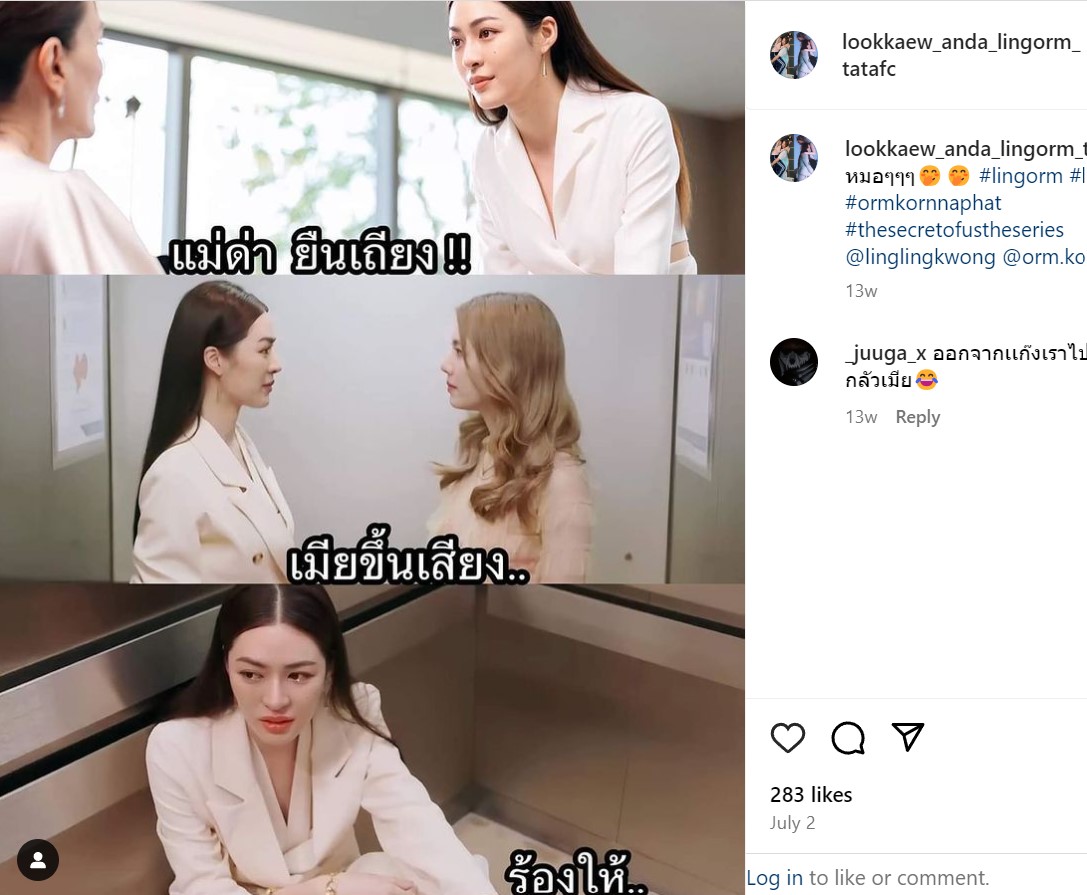 แม่ด่า ยืนเถียง!!
เมียขึ้นเสียง..
ร้องให้..
lookkaew_anda_lingorm_
tatafc
lookkaew_anda_lingorm_t
หมอๆๆๆ🤭 🤭 #lingorm #l
#ormkornnaphat
#thesecretofustheseries
@linglingkwong @orm.ko
13w
_juuga_x ออกจากแก๊งเราไป
กลัวเมีย😂
13w Reply
283 likes
July 2
Log in to like or comment.